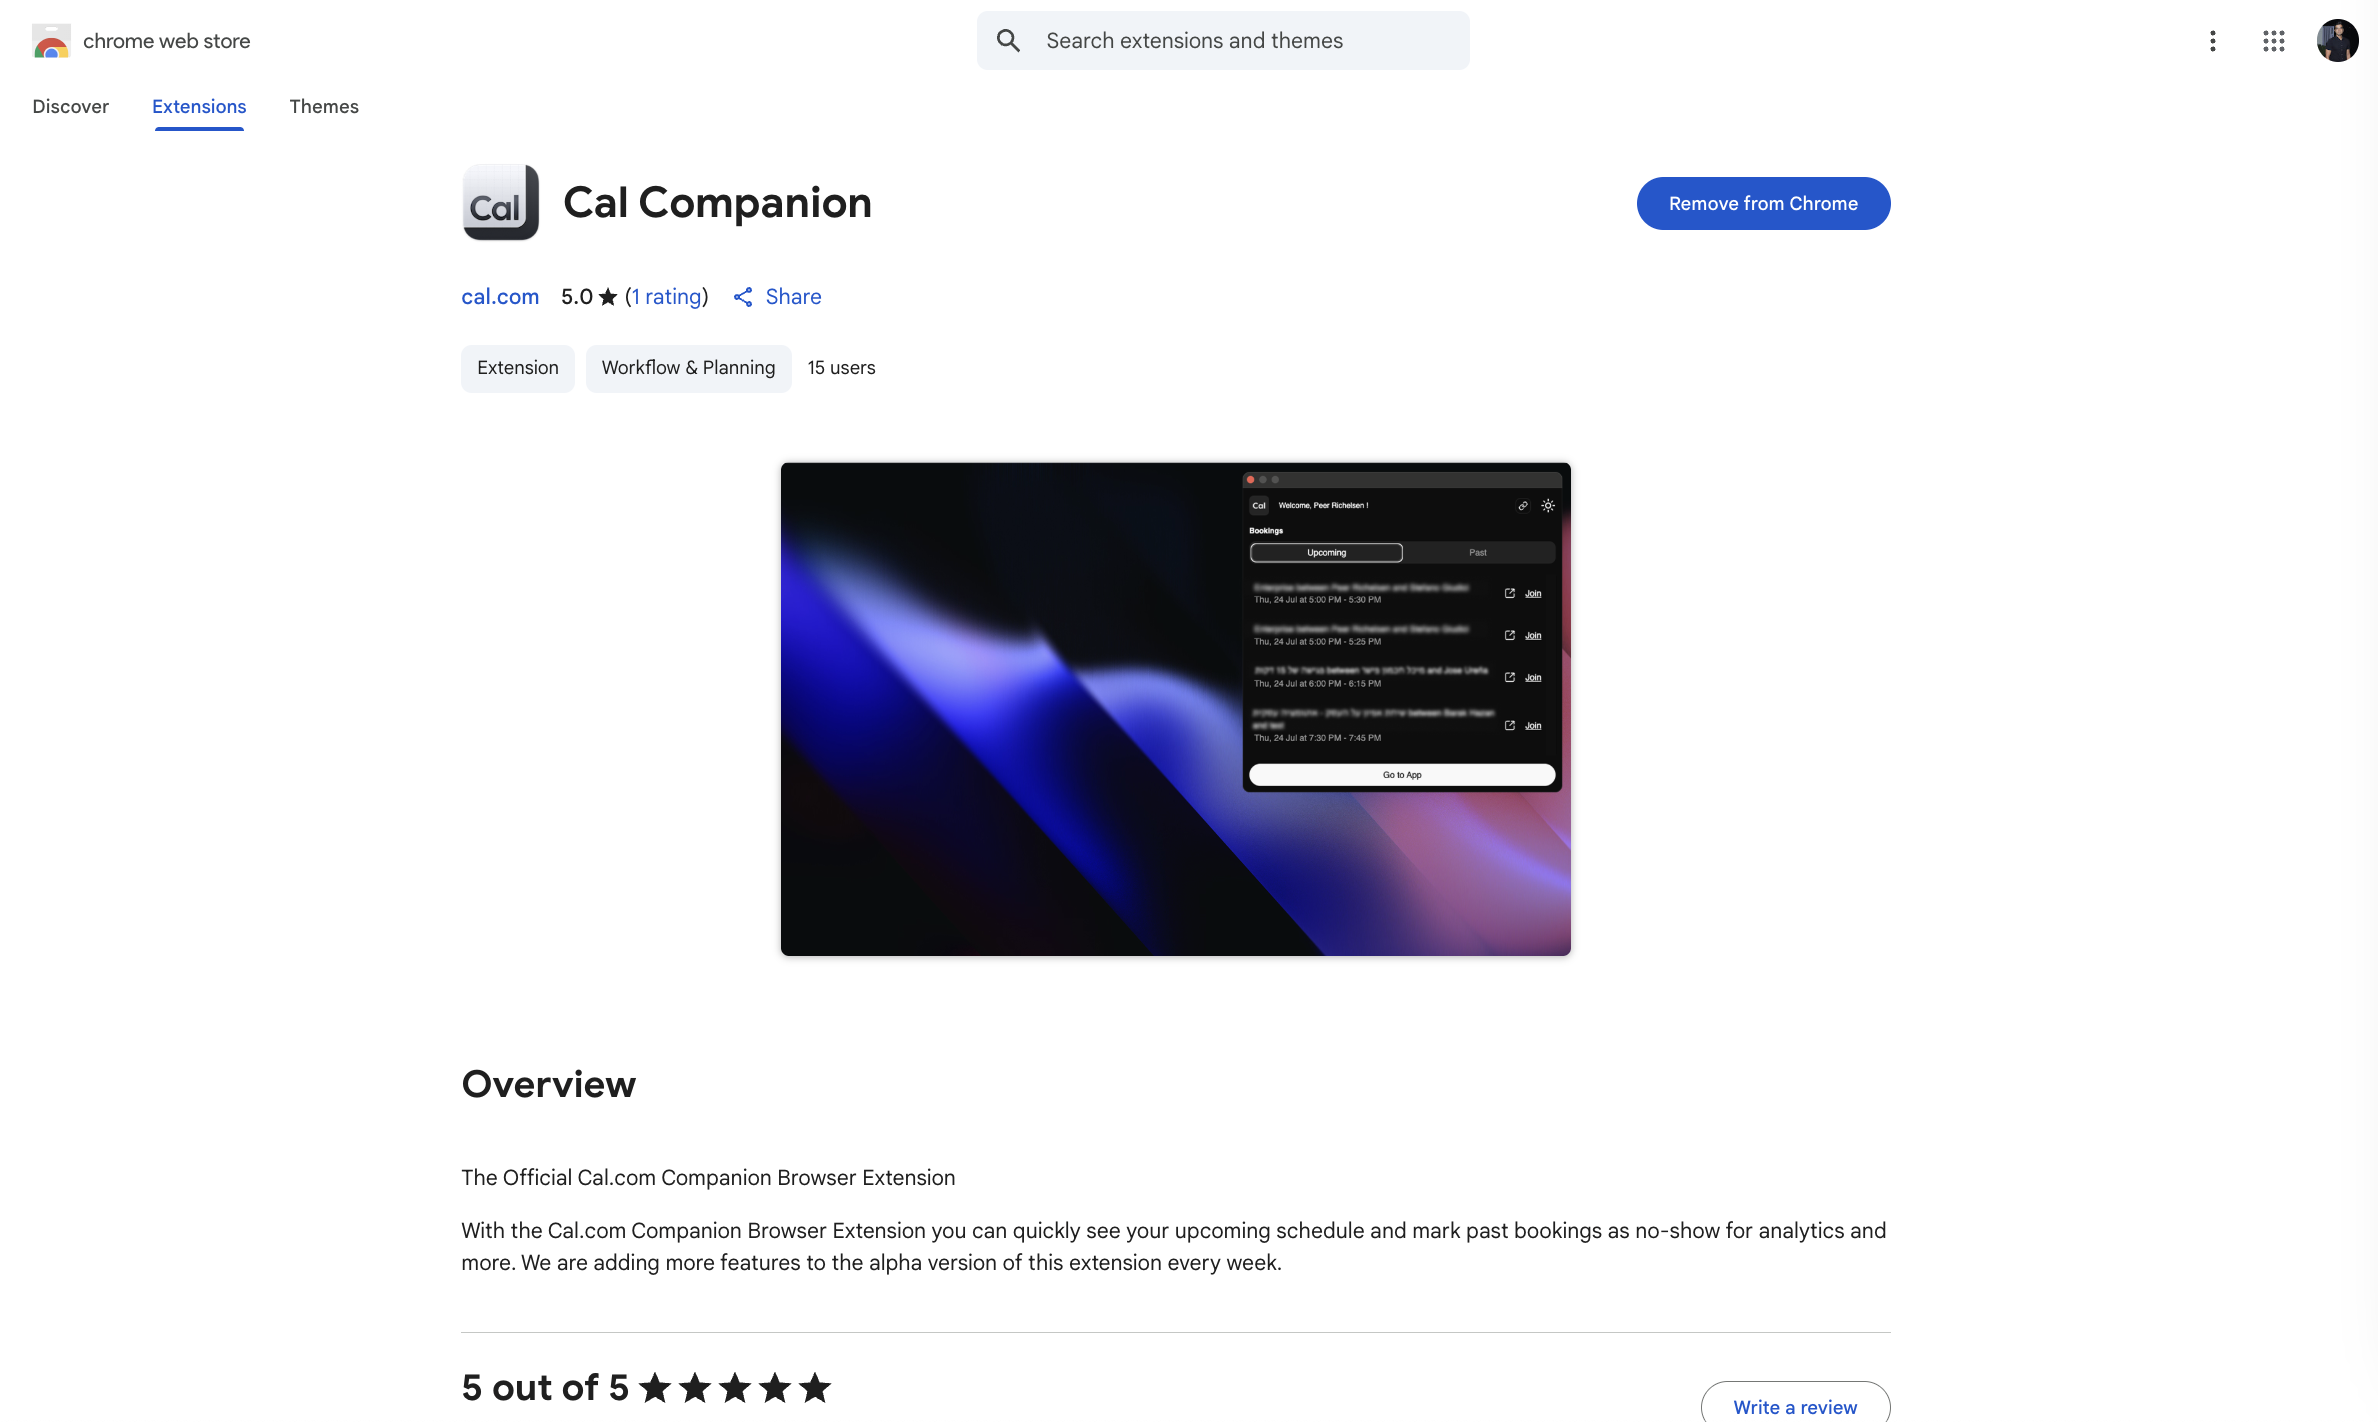 chrome web store
Search extensions and themes
Discover
Extensions
Themes
Cal
Cal Companion
Remove from Chrome
cal.com
5.0 ★ (1 rating)
Share
Extension
Workflow & Planning
15 users
Cal
Welcome, Peer Richelsen !
Bookings
Upcoming
Past
Thu, 24 Jul at 5:00 PM - 5:30 PM
Join
Thu, 24 Jul at 5:00 PM - 5:25 PM
Join
Thu, 24 Jul at 6:00 PM - 6:15 PM
Join
Thu, 24 Jul at 7:30 PM - 7:45 PM
Join
Go to App
Overview
The Official Cal.com Companion Browser Extension
With the Cal.com Companion Browser Extension you can quickly see your upcoming schedule and mark past bookings as no-show for analytics and
more. We are adding more features to the alpha version of this extension every week.
5 out of 5 ★★★★★
Write a review